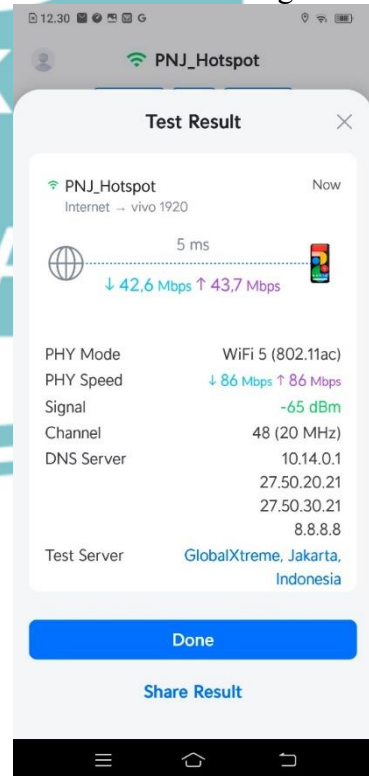 12.30
G
PNJ_Hotspot
Test Result
PNJ_Hotspot
Now
Internet → vivo 1920
5 ms
↓ 42,6 Mbps ↑ 43,7 Mbps
PHY Mode WiFi 5 (802.11ac)
PHY Speed ↓ 86 Mbps ↑ 86 Mbps
Signal -65 dBm
Channel 48 (20 MHz)
DNS Server 10.14.0.1
27.50.20.21
27.50.30.21
8.8.8.8
Test Server GlobalXtreme, Jakarta,
Indonesia
Done
Share Result